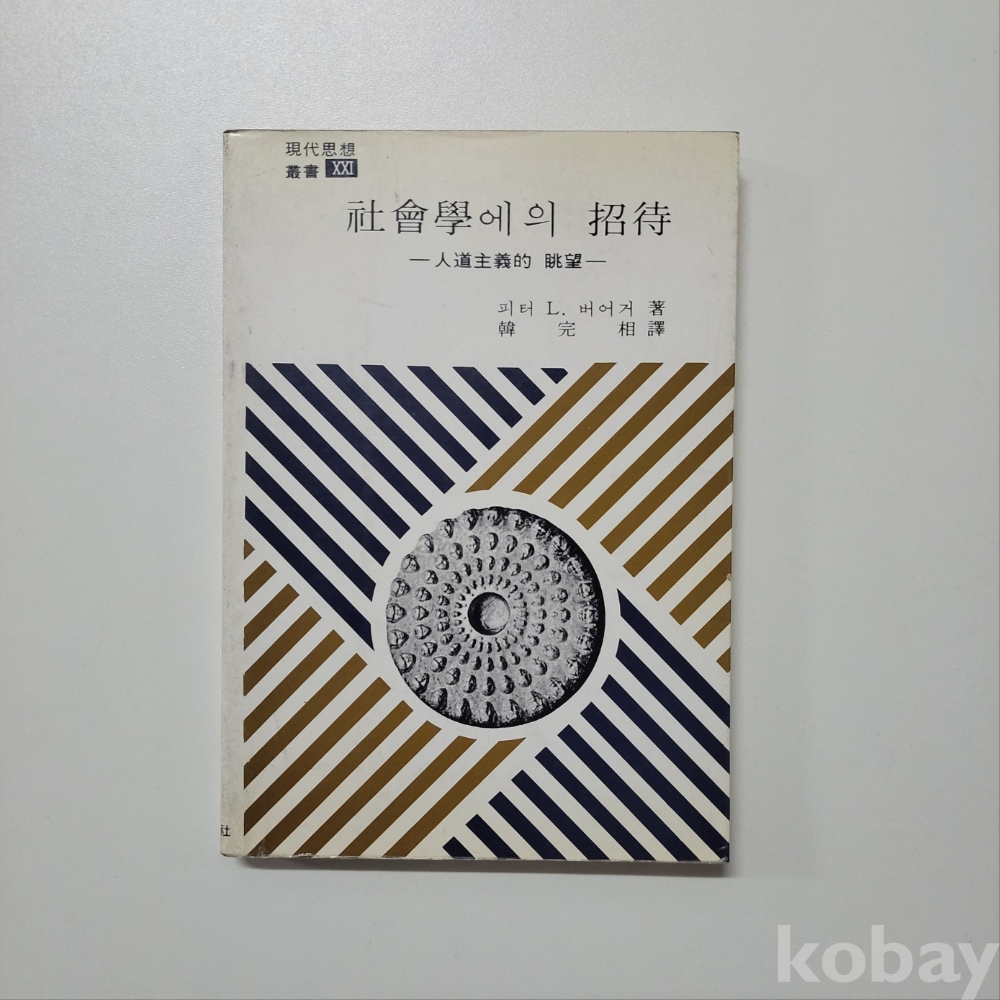 現代思想
叢書 XXI
社會學에의 招待
—人道主義的 眺望—
피터 L. 버어거 著
韓 完 相 譯
社
kobay